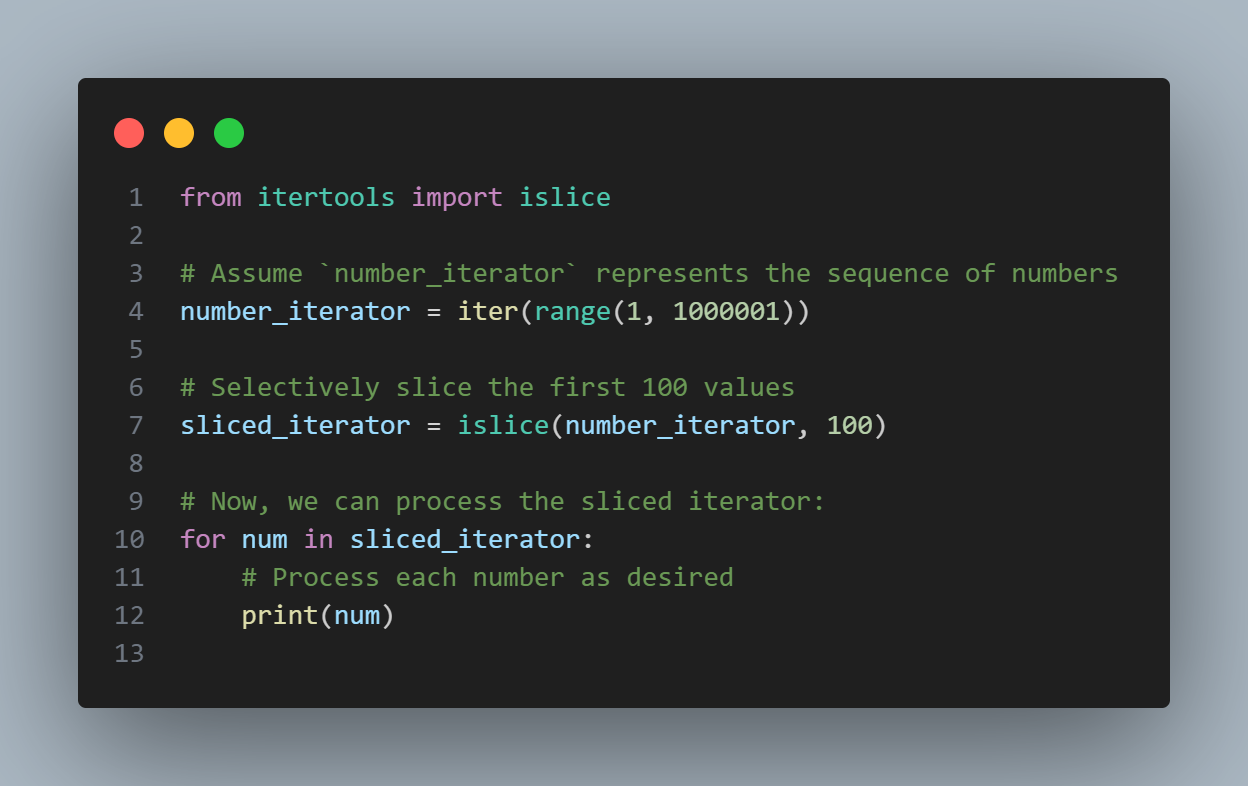 1 from itertools import islice
2
3 # Assume `number_iterator` represents the sequence of numbers
4 number_iterator = iter(range(1, 1000001))
5
6 # Selectively slice the first 100 values
7 sliced_iterator = islice(number_iterator, 100)
8
9 # Now, we can process the sliced iterator:
10 for num in sliced_iterator:
11     # Process each number as desired
12     print(num)
13